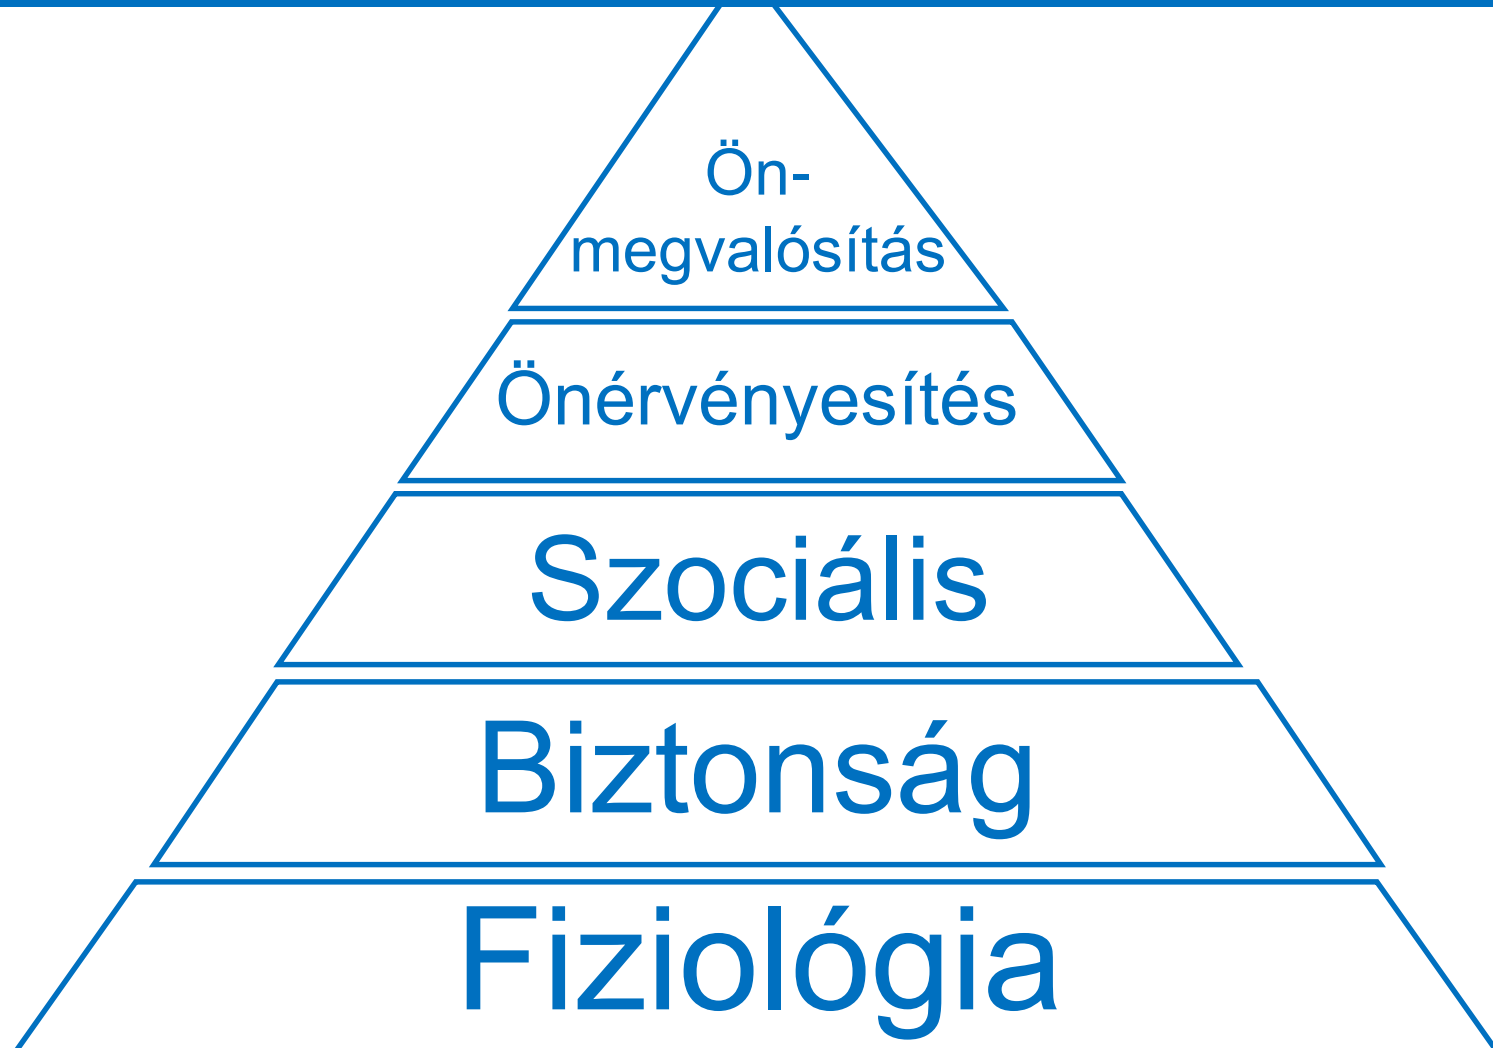 Ön-
megvalósítás
Önérvényesítés
Szociális
Biztonság
Fiziológia